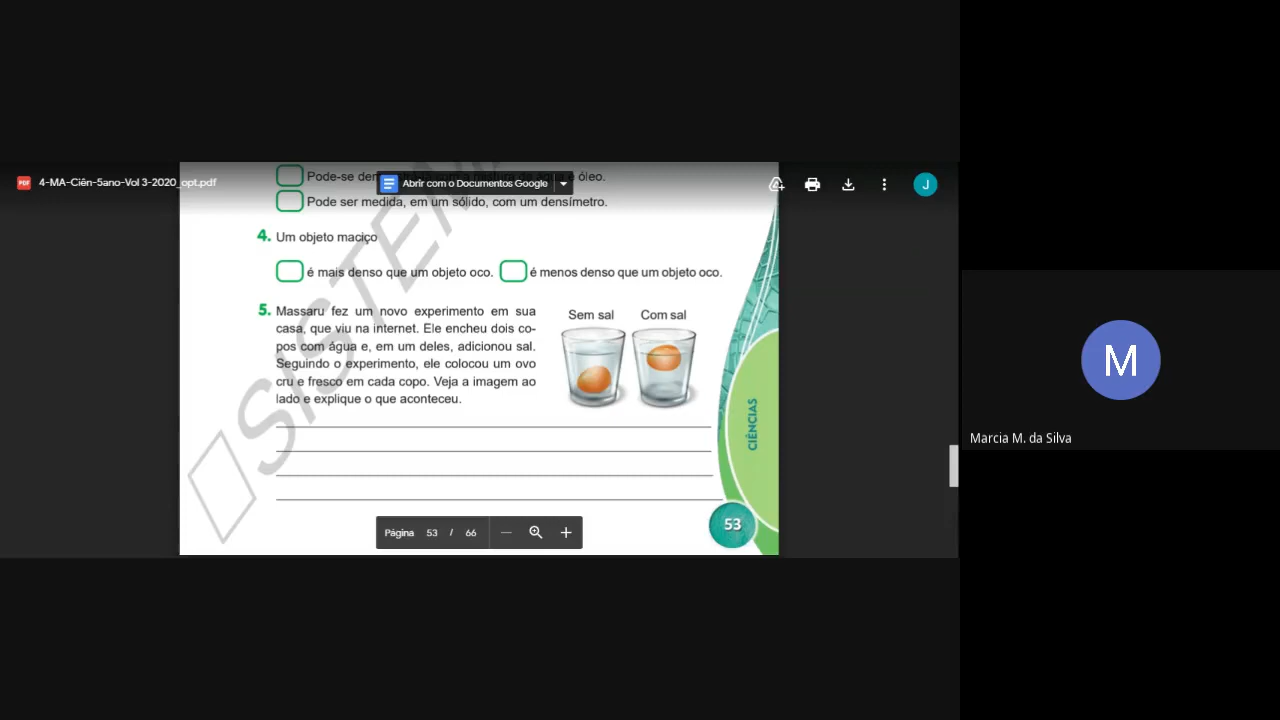 4-MA-Ciên-5ano-Vol 3-2020_opt.pdf
Abrir com o Documentos Google
J
Pode-se e óleo.
Pode ser medida, em um sólido, com um densímetro.
4. Um objeto maciço
é mais denso que um objeto oco. é menos denso que um objeto oco.
5. Massaru fez um novo experimento em sua
casa, que viu na internet. Ele encheu dois co-
pos com água e, em um deles, adicionou sal.
Seguindo o experimento, ele colocou um ovo
cru e fresco em cada copo. Veja a imagem ao
lado e explique o que aconteceu.
Sem sal Com sal
CIÊNCIAS
53
Página 53 / 66
SISTEM
M
Marcia M. da Silva